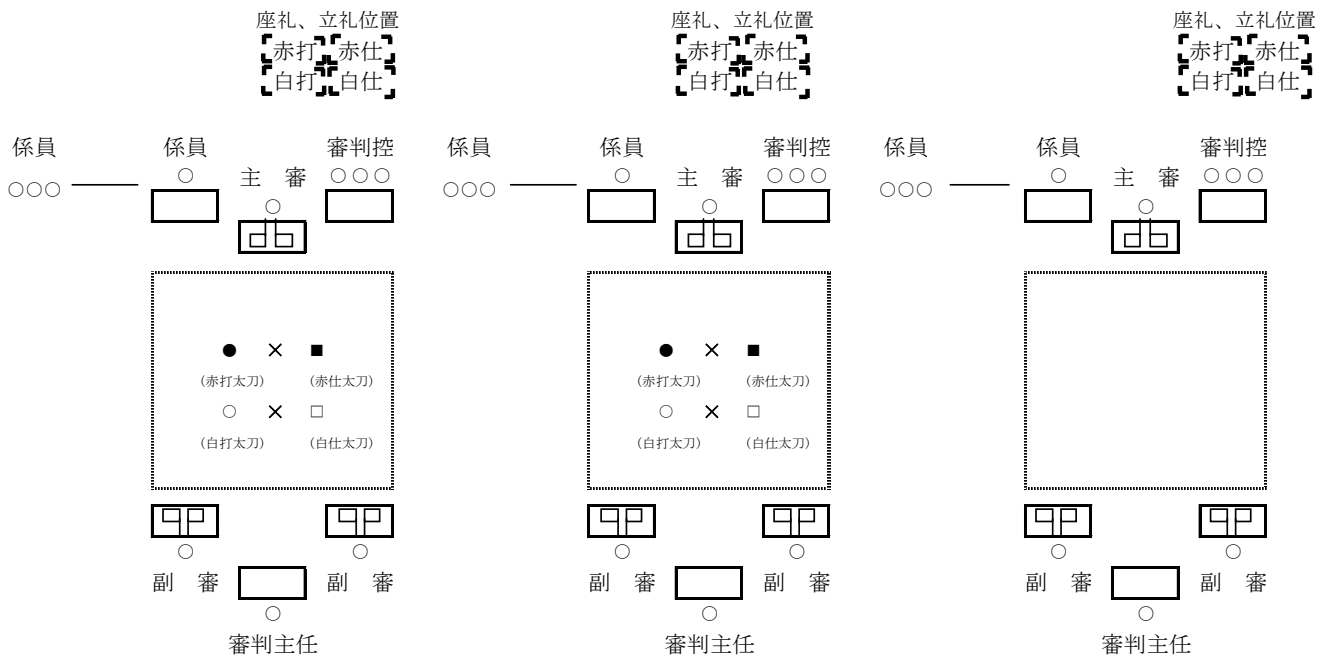 座礼、立礼位置 座礼、立礼位置 座礼、立礼位置
赤打 赤仕 赤打 赤仕 赤打 赤仕
白打 白仕 白打 白仕 白打 白仕
係員 係員 審判控 係員 係員 審判控 係員 係員 審判控
主 審 主 審 主 審
(赤打太刀) (赤仕太刀) (赤打太刀) (赤仕太刀)
(白打太刀) (白仕太刀) (白打太刀) (白仕太刀)
副 審 副 審 副 審 副 審 副 審 副 審
審判主任 審判主任 審判主任